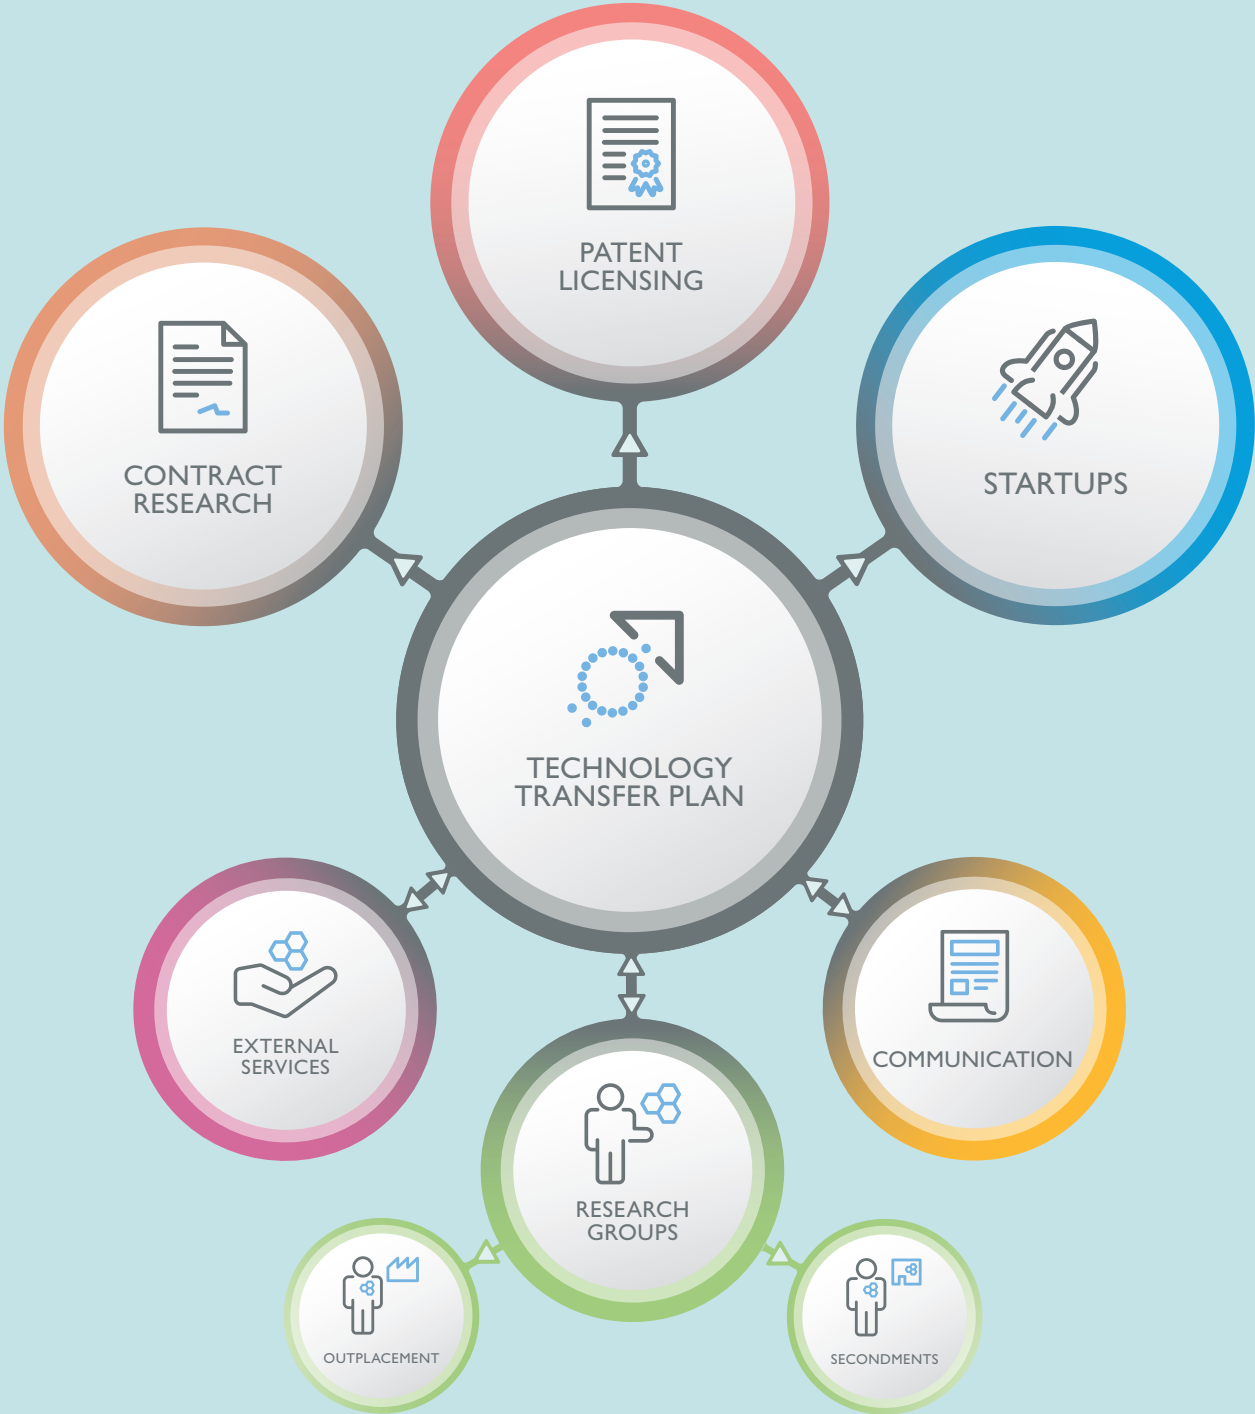 PATENT
LICENSING
CONTRACT
RESEARCH
STARTUPS
TECHNOLOGY
TRANSFER PLAN
EXTERNAL
SERVICES
COMMUNICATION
RESEARCH
GROUPS
OUTPLACEMENT
SECONDMENTS